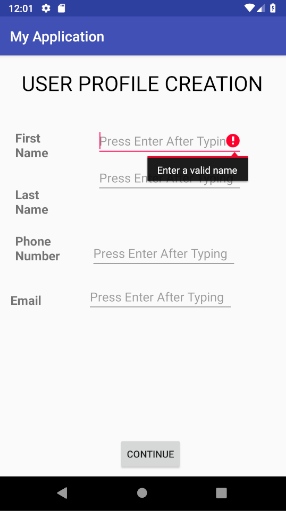 12:01
My Application
USER PROFILE CREATION
First
Name
Press Enter After Typin
Enter a valid name
Press Enter After Typing
Last
Name
Phone
Number
Press Enter After Typing
Email
Press Enter After Typing
CONTINUE